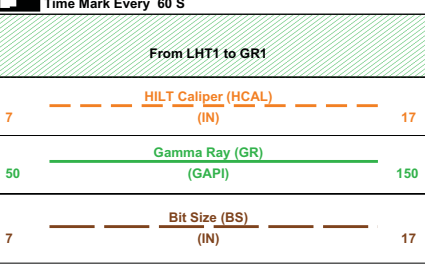 Time Mark Every 60 S
From LHT1 to GR1
HILT Caliper (HCAL)
7 (IN) 17
Gamma Ray (GR)
50 (GAPI) 150
Bit Size (BS)
7 (IN) 17